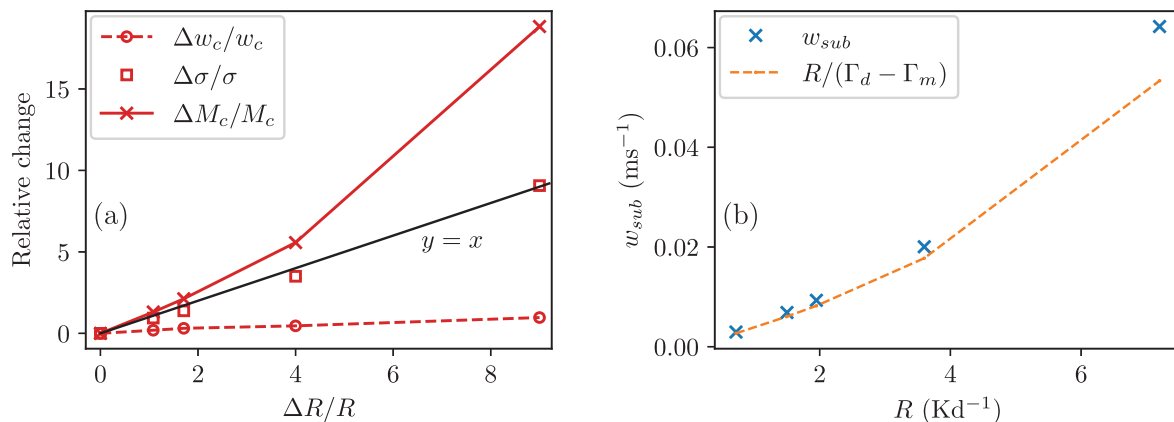 Relative change
15
10
5
0
0
2
4
6
8
ΔR/R
(a)
Δw_c/w_c
Δσ/σ
ΔM_c/M_c
y = x
w_sub (ms⁻¹)
0.06
0.04
0.02
0.00
2
4
6
R (Kd⁻¹)
(b)
w_sub
R/(Γ_d − Γ_m)